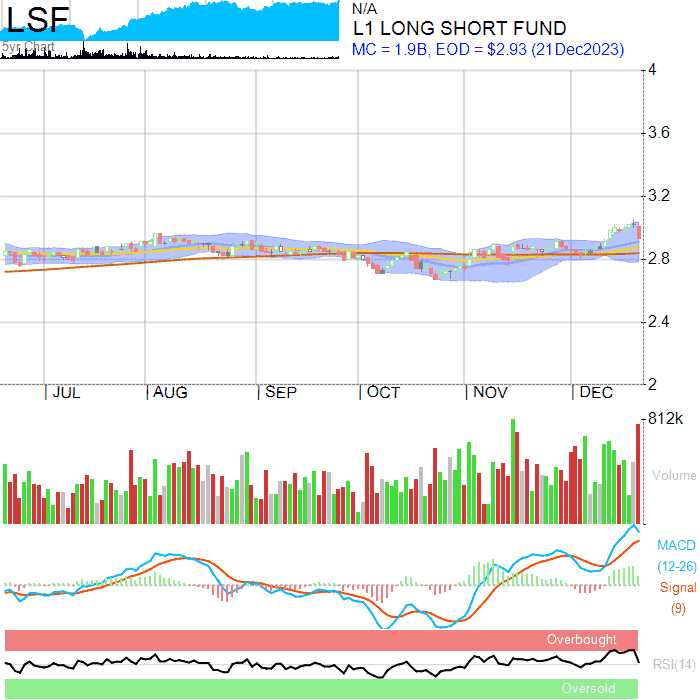 LSF
5yr Chart
N/A
L1 LONG SHORT FUND
MC = 1.9B, EOD = $2.93 (21Dec2023)
4
3.6
3.2
2.8
2.4
2
JUL AUG SEP OCT NOV DEC
812k
Volume
MACD
(12-26)
Signal
(9)
Overbought
RSI(14)
Oversold